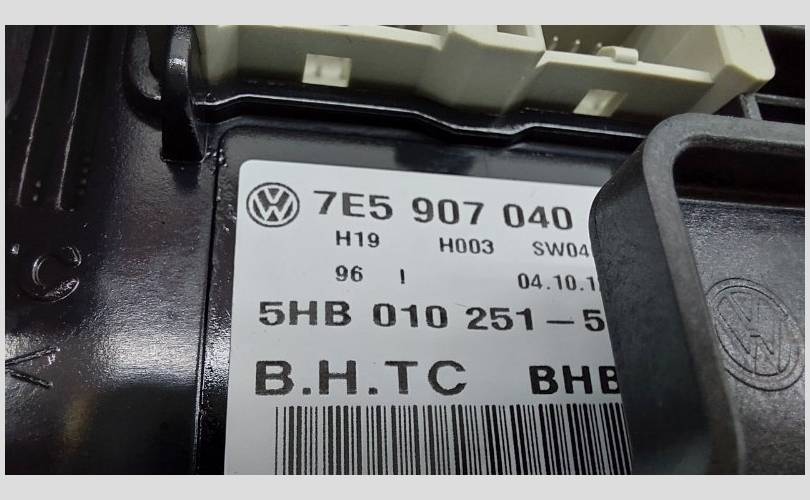 7E5 907 040
H19 H003 SW04
96 I 04.10.1
5HB 010 251-5
B.H.TC BHB